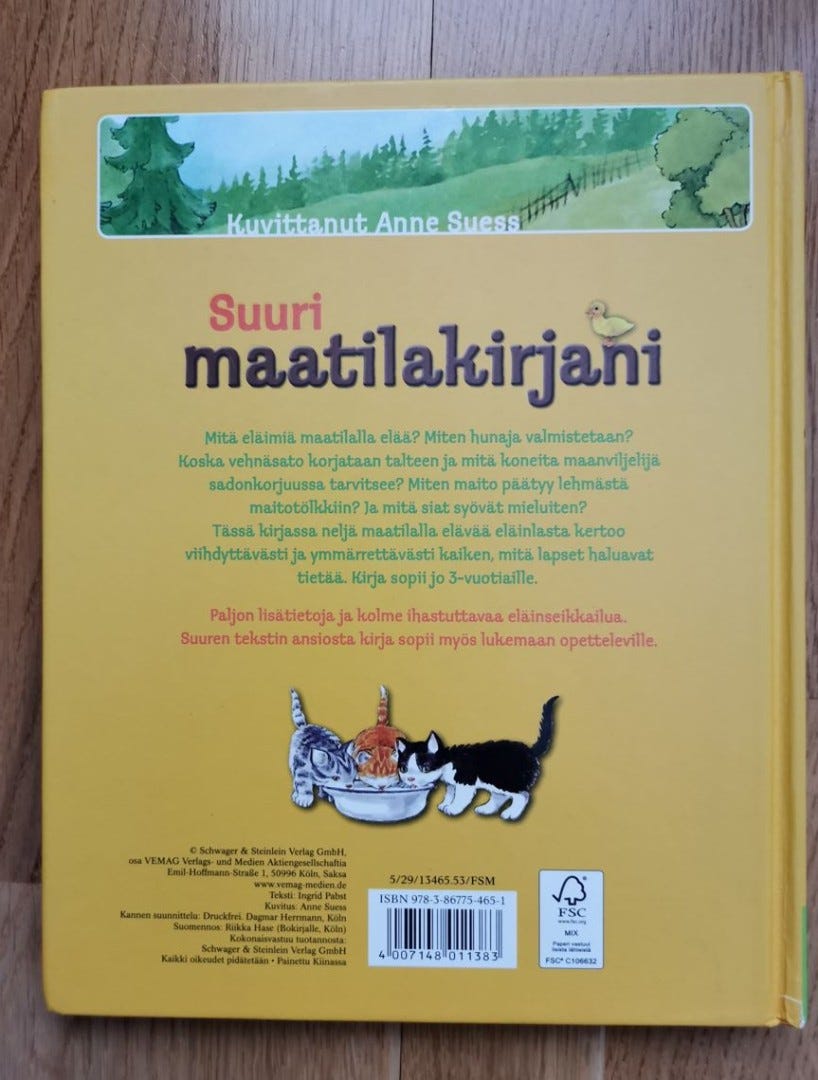 Kuvittanut Anne Suess
Suuri
maatilakirjani
Mitä eläimiä maatilalla elää? Miten hunaja valmistetaan?
Koska vehnäsato korjataan talteen ja mitä koneita maanviljelijä
sadonkorjuussa tarvitsee? Miten maito päätyy lehmästä
maitotölkkiin? Ja mitä siat syövät mieluiten?
Tässä kirjassa neljä maatilalla elävää eläinlasta kertoo
viihdyttävästi ja ymmärrettävästi kaiken, mitä lapset haluavat
tietää. Kirja sopii jo 3-vuotiaille.
Paljon lisätietoja ja kolme ihastuttavaa eläinseikkailua.
Suuren tekstin ansiosta kirja sopii myös lukemaan opetteleville.
© Schwager & Steinlein Verlag GmbH,
osa VEMAG Verlags- und Medien Aktiengesellschaftia
Emil-Hoffmann-Straße 1, 50996 Köln, Saksa
www.vemag-medien.de
Teksti: Ingrid Pabst
Kuvitus: Anne Suess
Kannen suunnittelu: Druckfrei. Dagmar Herrmann, Köln
Suomennos: Riikka Hase (Bokirjalle, Köln)
Kokonaisvastuu tuotannosta:
Schwager & Steinlein Verlag GmbH
Kaikki oikeudet pidätetään • Painettu Kiinassa
5/29/13465.53/FSM
ISBN 978-3-86775-465-1
4 007148 011383
FSC
www.fsc.org
MIX
Paperi vastuut
lisista lähteistä
FSC® C106632